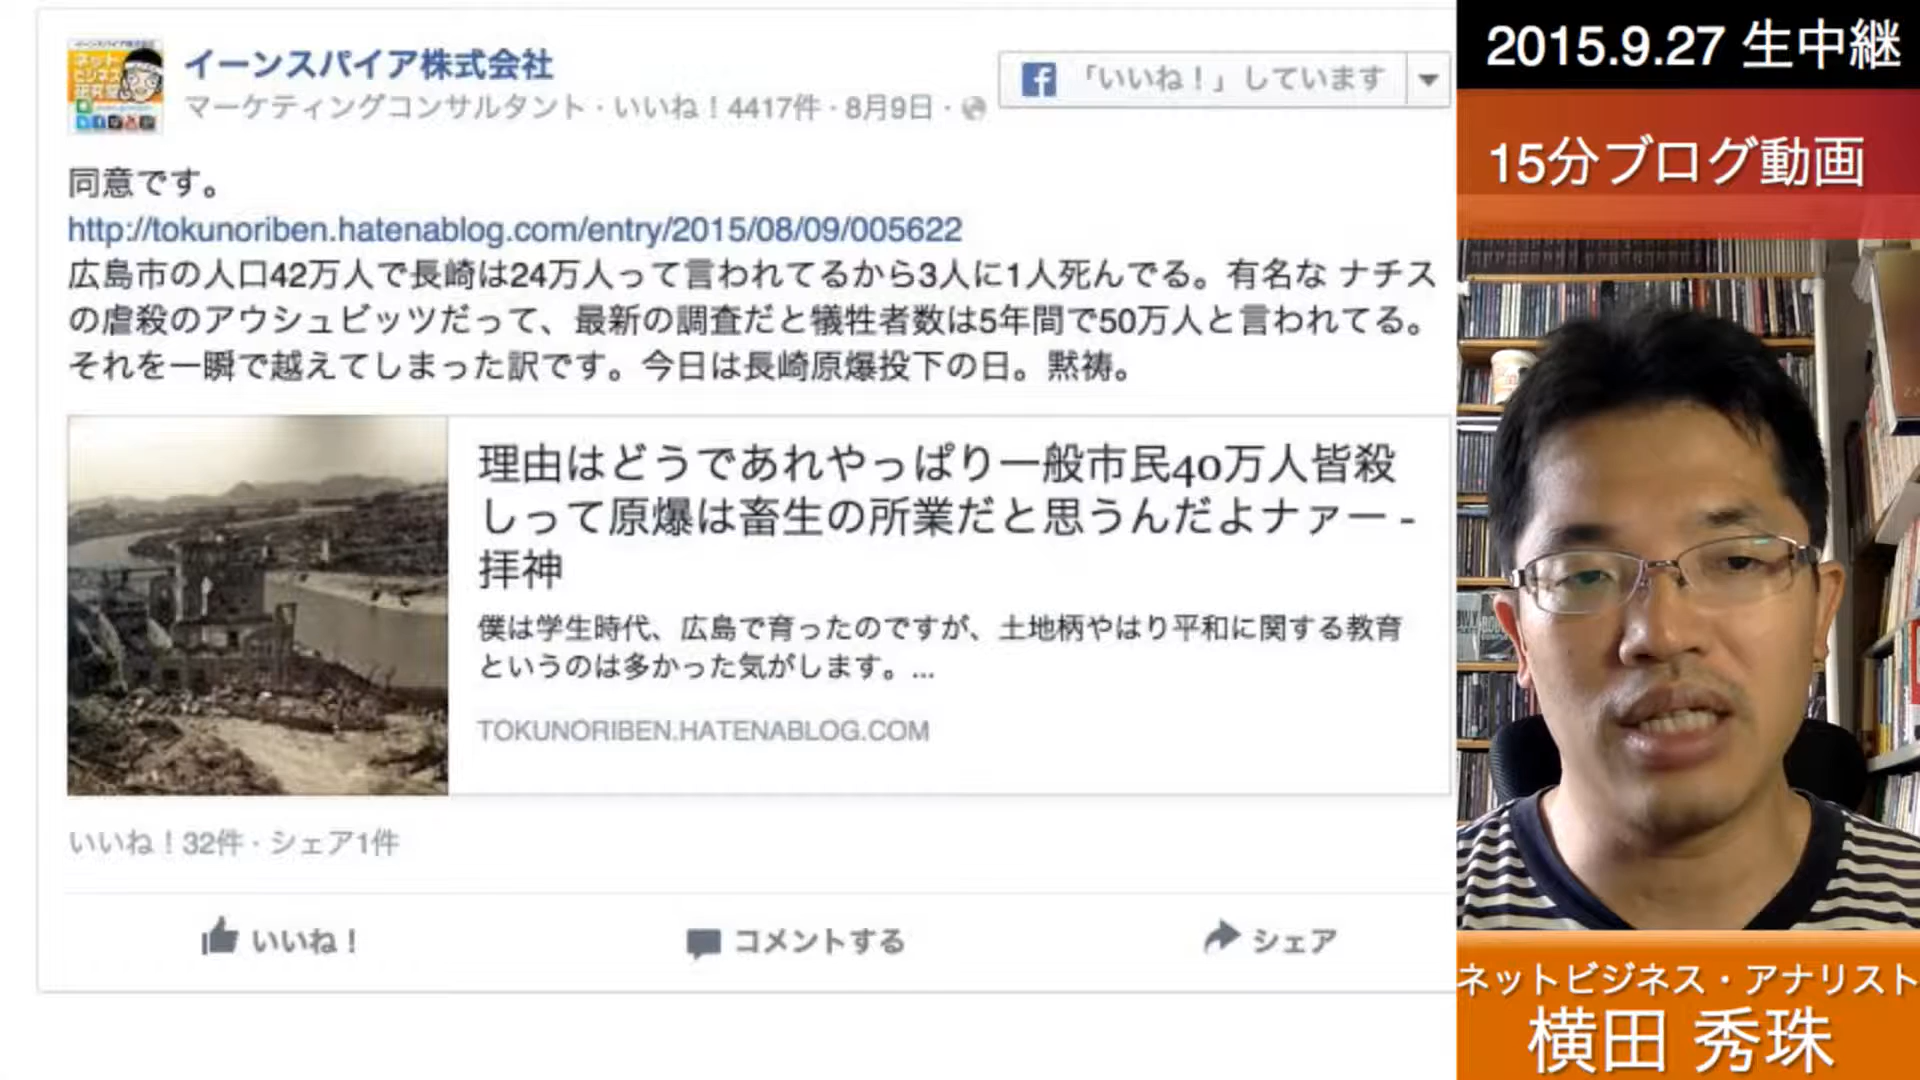 イーンスパイア株式会社
マーケティングコンサルタント · いいね！4417件 · 8月9日 ·
「いいね！」しています
同意です。
http://tokunoriben.hatenablog.com/entry/2015/08/09/005622
広島市の人口42万人で長崎は24万人って言われてるから3人に1人死んでる。有名な ナチス
の虐殺のアウシュビッツだって、最新の調査だと犠牲者数は5年間で50万人と言われてる。
それを一瞬で越えてしまった訳です。今日は長崎原爆投下の日。黙祷。
理由はどうであれやっぱり一般市民40万人皆殺
しって原爆は畜生の所業だと思うんだよナァー -
拝神
僕は学生時代、広島で育ったのですが、土地柄やはり平和に関する教育
というのは多かった気がします。...
TOKUNORIBEN.HATENABLOG.COM
いいね！32件 · シェア1件
いいね！
コメントする
シェア
2015.9.27 生中継
15分ブログ動画
ネットビジネス・アナリスト
横田 秀珠